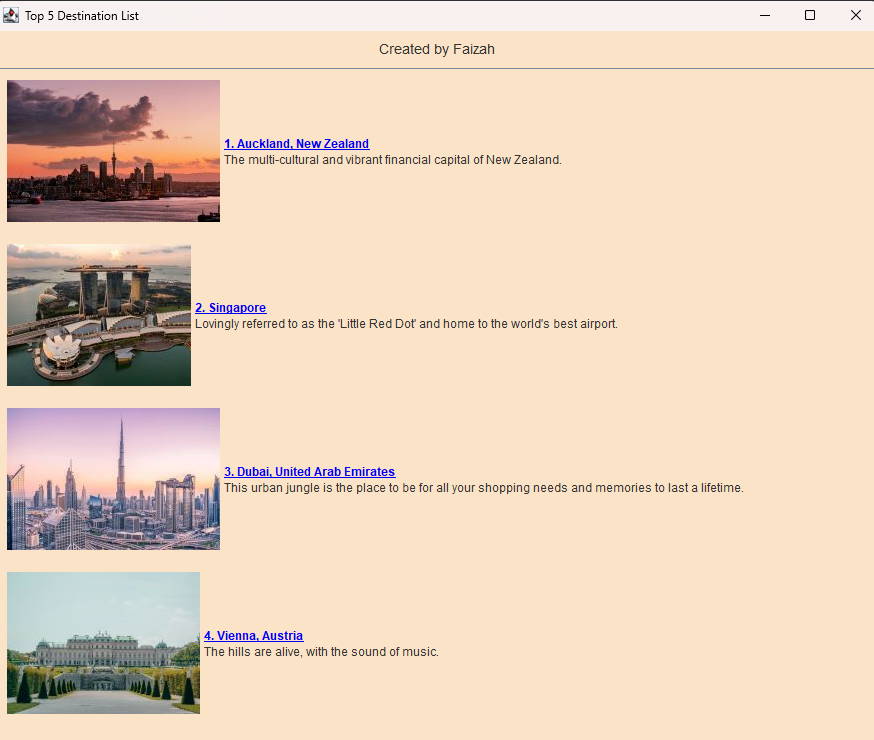 Top 5 Destination List
Created by Faizah
1. Auckland, New Zealand
The multi-cultural and vibrant financial capital of New Zealand.
2. Singapore
Lovingly referred to as the 'Little Red Dot' and home to the world's best airport.
3. Dubai, United Arab Emirates
This urban jungle is the place to be for all your shopping needs and memories to last a lifetime.
4. Vienna, Austria
The hills are alive, with the sound of music.